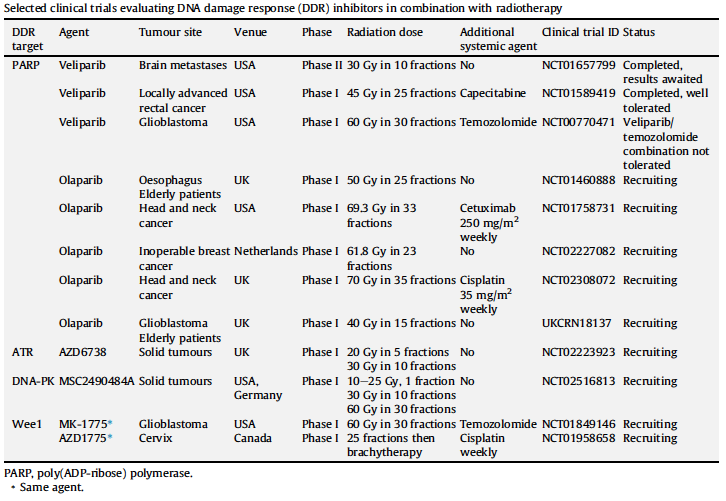 Selected clinical trials evaluating DNA damage response (DDR) inhibitors in combination with radiotherapy
DDR target Agent Tumour site Venue Phase Radiation dose Additional systemic agent Clinical trial ID Status
PARP Veliparib Brain metastases USA Phase II 30 Gy in 10 fractions No NCT01657799 Completed, results awaited
Veliparib Locally advanced rectal cancer USA Phase I 45 Gy in 25 fractions Capecitabine NCT01589419 Completed, well tolerated
Veliparib Glioblastoma USA Phase I 60 Gy in 30 fractions Temozolomide NCT00770471 Veliparib/ temozolomide combination not tolerated
Olaparib Oesophagus Elderly patients UK Phase I 50 Gy in 25 fractions No NCT01460888 Recruiting
Olaparib Head and neck cancer USA Phase I 69.3 Gy in 33 fractions Cetuximab 250 mg/m² weekly NCT01758731 Recruiting
Olaparib Inoperable breast cancer Netherlands Phase I 61.8 Gy in 23 fractions No NCT02227082 Recruiting
Olaparib Head and neck cancer UK Phase I 70 Gy in 35 fractions Cisplatin 35 mg/m² weekly NCT02308072 Recruiting
Olaparib Glioblastoma Elderly patients UK Phase I 40 Gy in 15 fractions No UKCRN18137 Recruiting
ATR AZD6738 Solid tumours UK Phase I 20 Gy in 5 fractions 30 Gy in 10 fractions No NCT02223923 Recruiting
DNA-PK MSC2490484A Solid tumours USA, Germany Phase I 10–25 Gy, 1 fraction 30 Gy in 10 fractions 60 Gy in 30 fractions No NCT02516813 Recruiting
Wee1 MK-1775* Glioblastoma USA Phase I 60 Gy in 30 fractions Temozolomide NCT01849146 Recruiting
AZD1775* Cervix Canada Phase I 25 fractions then brachytherapy Cisplatin weekly NCT01958658 Recruiting
PARP, poly(ADP-ribose) polymerase.
* Same agent.